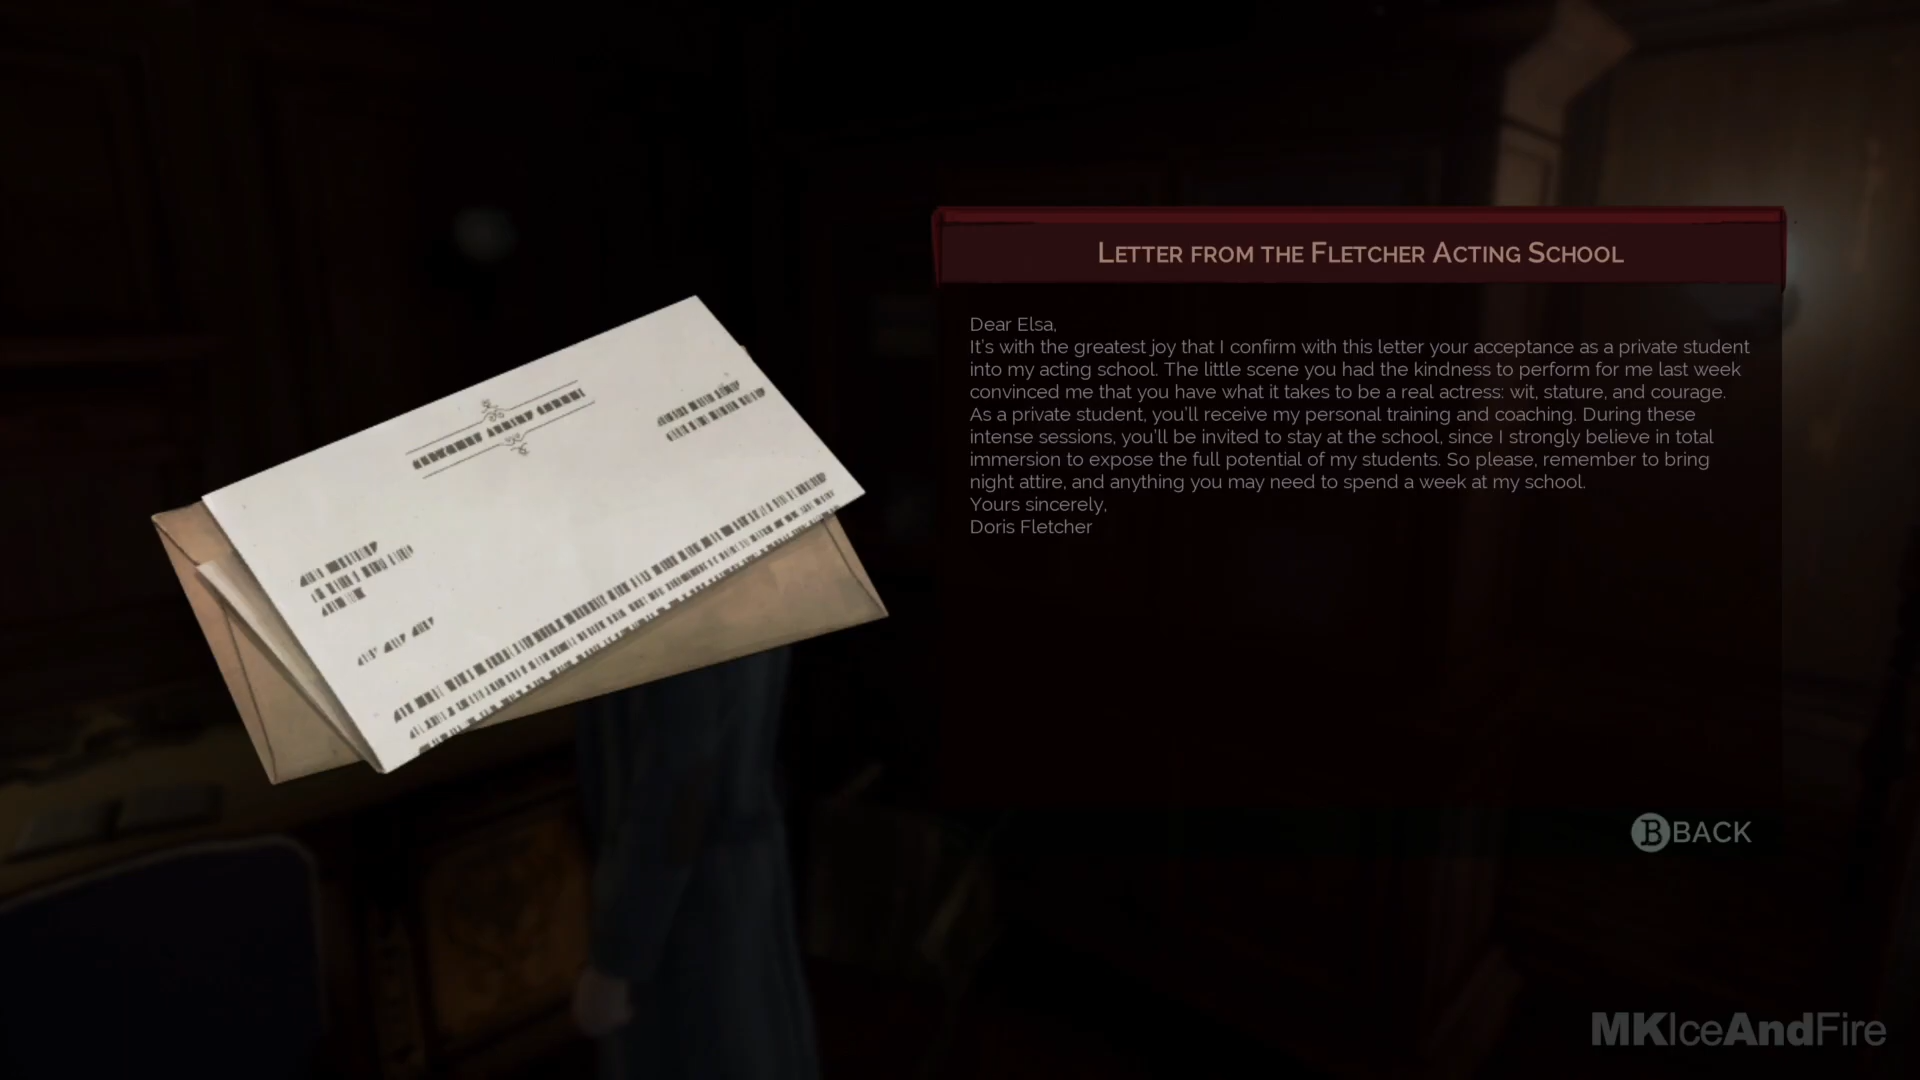 Letter from the Fletcher Acting School
Dear Elsa,
It's with the greatest joy that I confirm with this letter your acceptance as a private student
into my acting school. The little scene you had the kindness to perform for me last week
convinced me that you have what it takes to be a real actress: wit, stature, and courage.
As a private student, you'll receive my personal training and coaching. During these
intense sessions, you'll be invited to stay at the school, since I strongly believe in total
immersion to expose the full potential of my students. So please, remember to bring
night attire, and anything you may need to spend a week at my school.
Yours sincerely,
Doris Fletcher
B BACK
MKIceAndFire